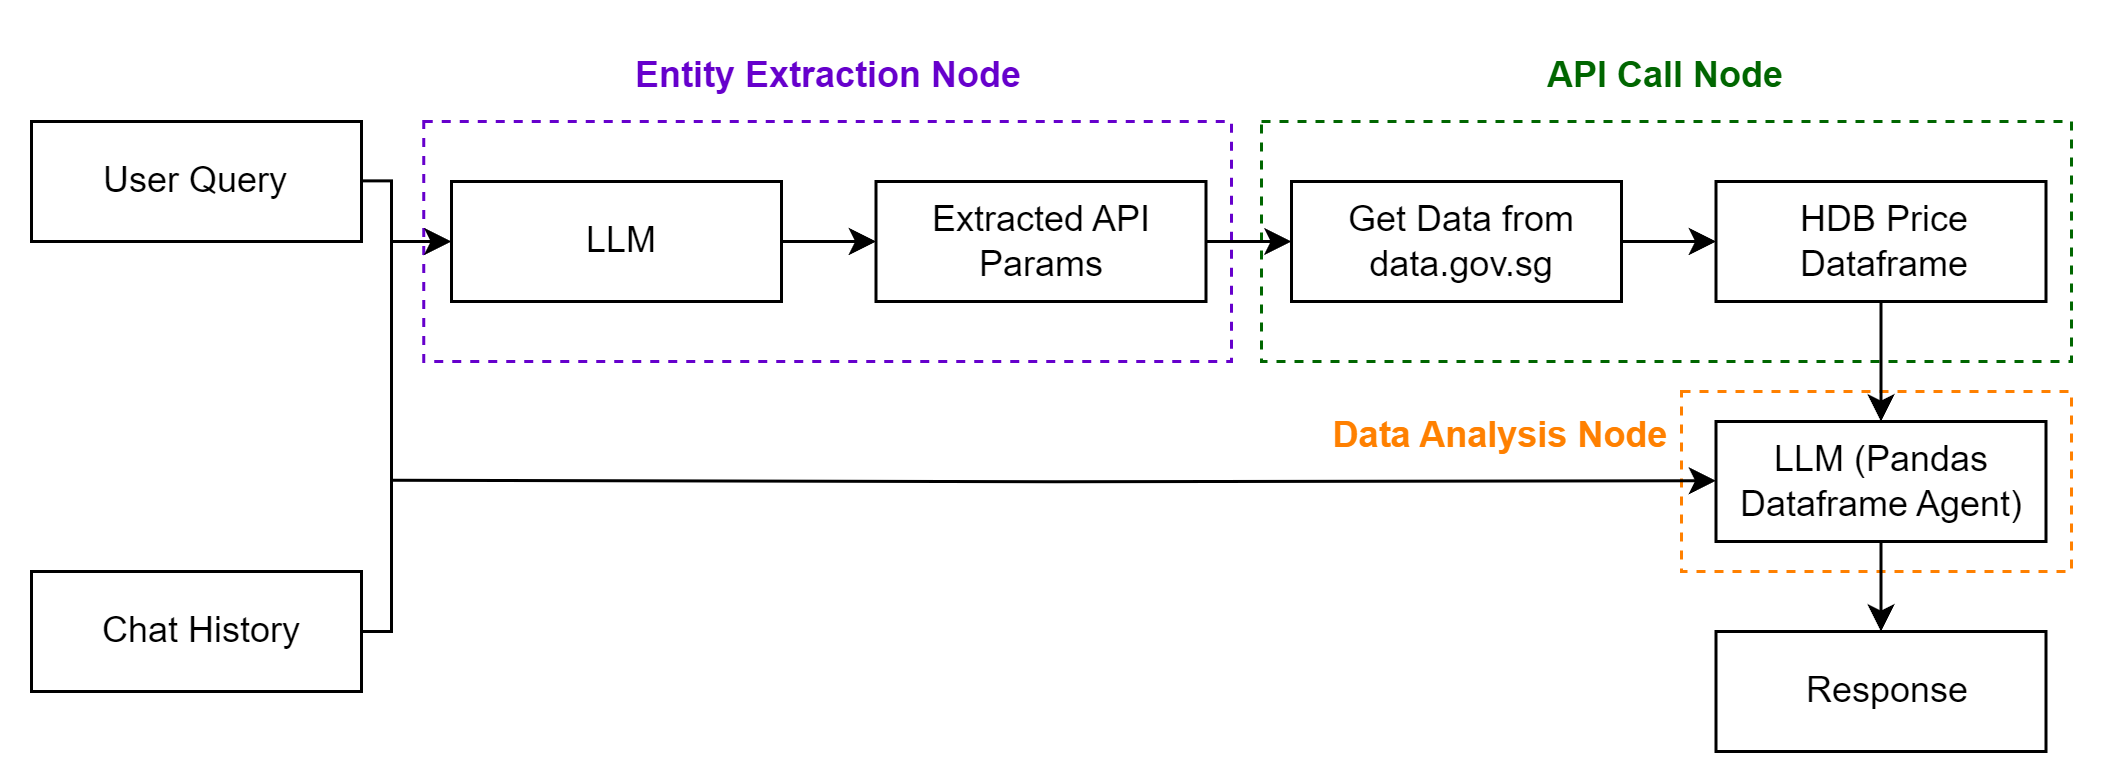 Entity Extraction Node
API Call Node
User Query
LLM
Extracted API
Params
Get Data from
data.gov.sg
HDB Price
Dataframe
Data Analysis Node
LLM (Pandas
Dataframe Agent)
Chat History
Response